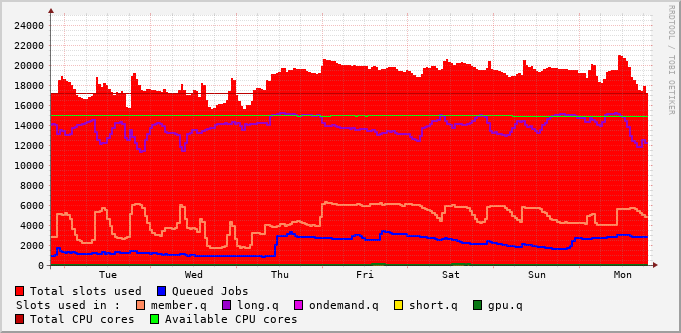 RRDTOOL / TOBI OETIKER
24000
22000
20000
18000
16000
14000
12000
10000
8000
6000
4000
2000
0
Tue Wed Thu Fri Sat Sun Mon
Total slots used Queued Jobs
Slots used in : member.q long.q ondemand.q short.q gpu.q
Total CPU cores Available CPU cores